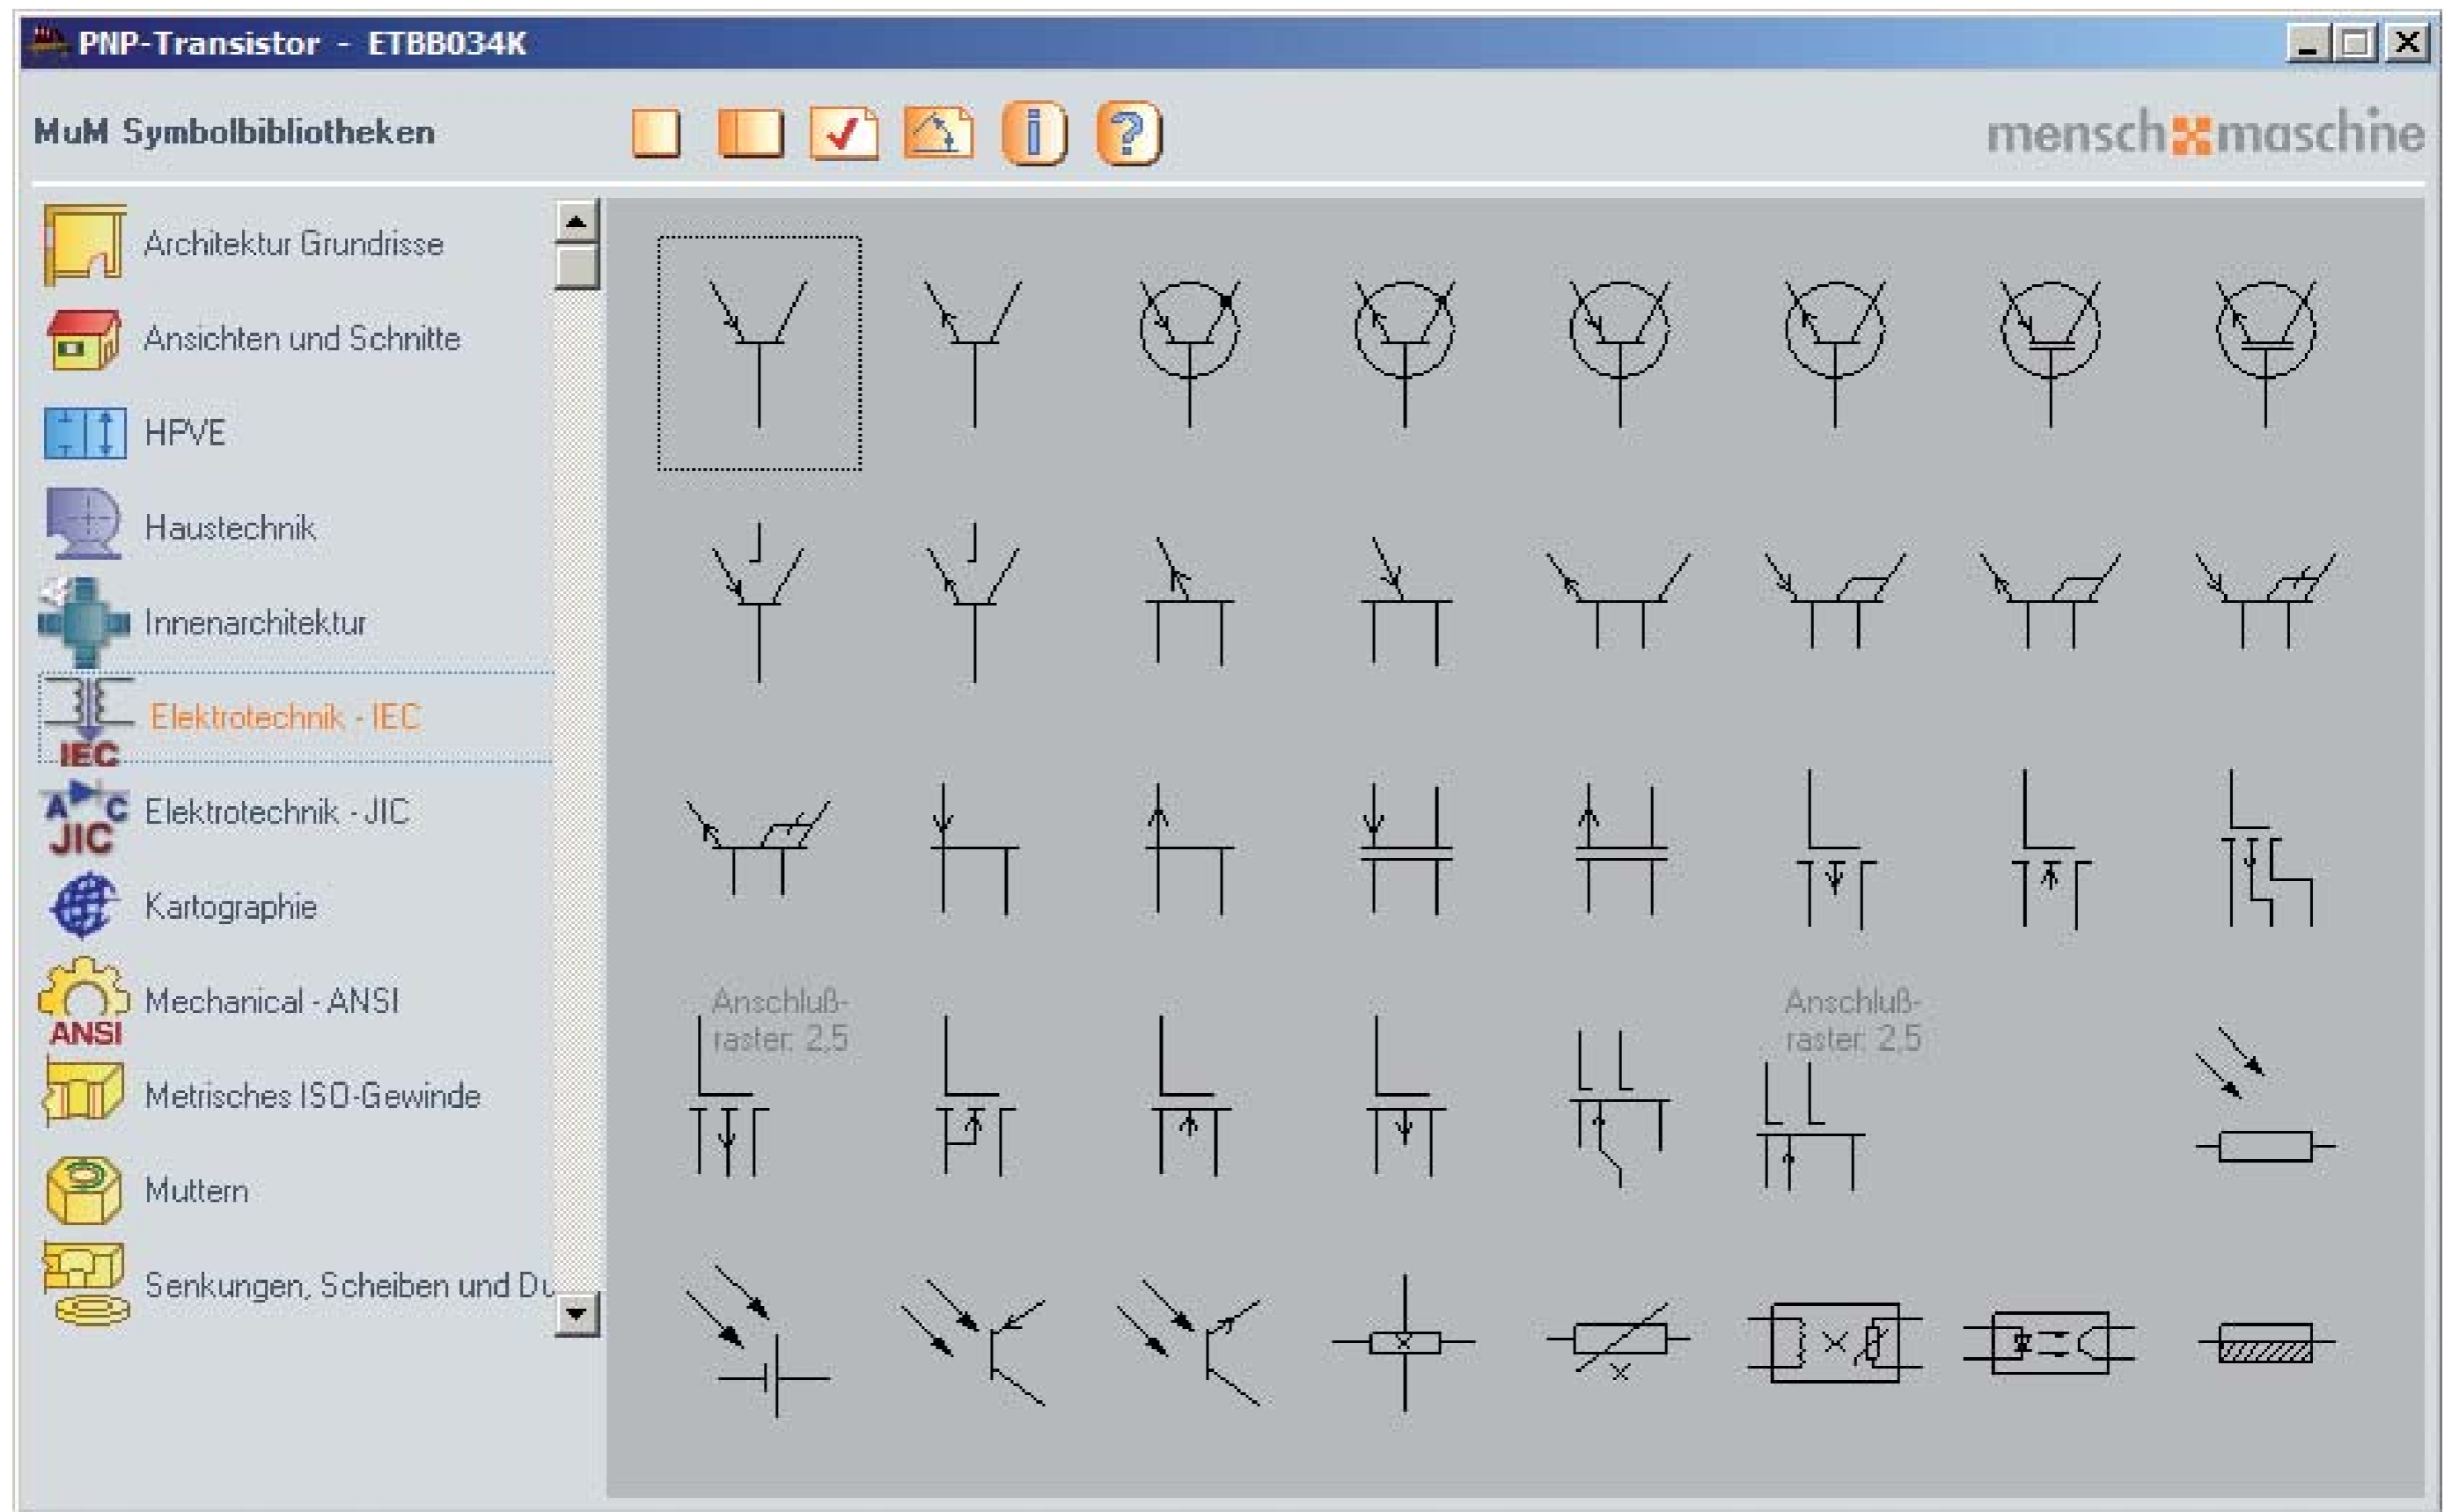 PNP-Transistor - ETBB034K
MuM Symbolbibliotheken
i
?
mensch maschine
Architektur Grundrisse
Ansichten und Schnitte
HPVE
Haustechnik
Innenarchitektur
Elektrotechnik - IEC
IEC
A C
JIC
Elektrotechnik - JIC
Kartographie
Mechanical - ANSI
ANSI
Metrisches ISO-Gewinde
Muttern
Senkungen, Scheiben und Du
Anschluß-
raster: 2,5
Anschluß-
raster: 2,5